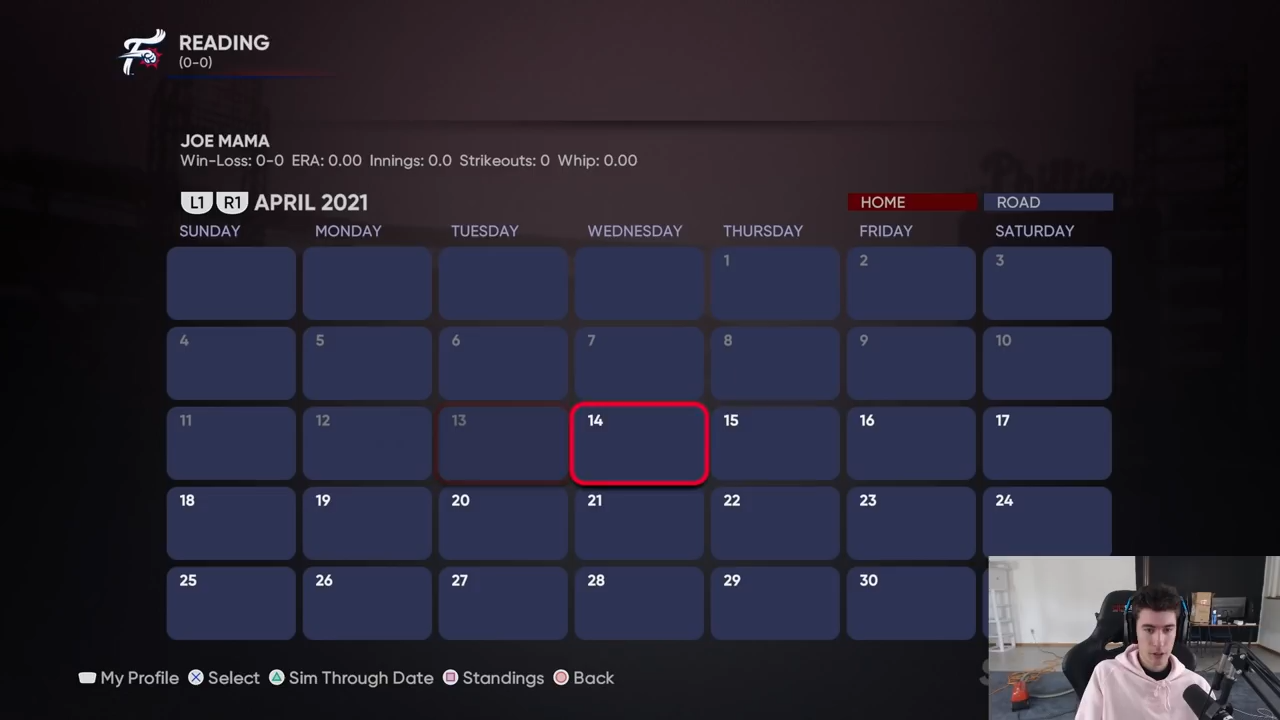 READING
(0-0)
JOE MAMA
Win-Loss: 0-0 ERA: 0.00 Innings: 0.0 Strikeouts: 0 Whip: 0.00
L1 R1 APRIL 2021
HOME ROAD
SUNDAY MONDAY TUESDAY WEDNESDAY THURSDAY FRIDAY SATURDAY
1 2 3
4 5 6 7 8 9 10
11 12 13 14 15 16 17
18 19 20 21 22 23 24
25 26 27 28 29 30
My Profile Select Sim Through Date Standings Back